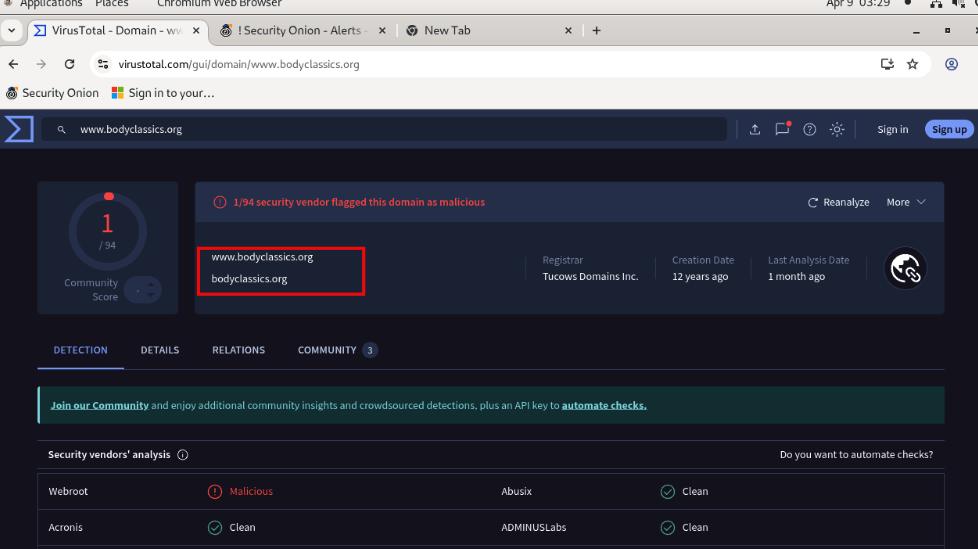 Applications Places Chromium Web Browser Apr 9 03:29
VirusTotal - Domain - ww ! Security Onion - Alerts - New Tab
virustotal.com/gui/domain/www.bodyclassics.org
Security Onion Sign in to your...
www.bodyclassics.org Sign in Sign up
1
/ 94
Community
Score
1/94 security vendor flagged this domain as malicious Reanalyze More
www.bodyclassics.org
bodyclassics.org
Registrar
Tucows Domains Inc.
Creation Date
12 years ago
Last Analysis Date
1 month ago
DETECTION DETAILS RELATIONS COMMUNITY 3
Join our Community and enjoy additional community insights and crowdsourced detections, plus an API key to automate checks.
Security vendors' analysis Do you want to automate checks?
Webroot Malicious Abusix Clean
Acronis Clean ADMINUSLabs Clean